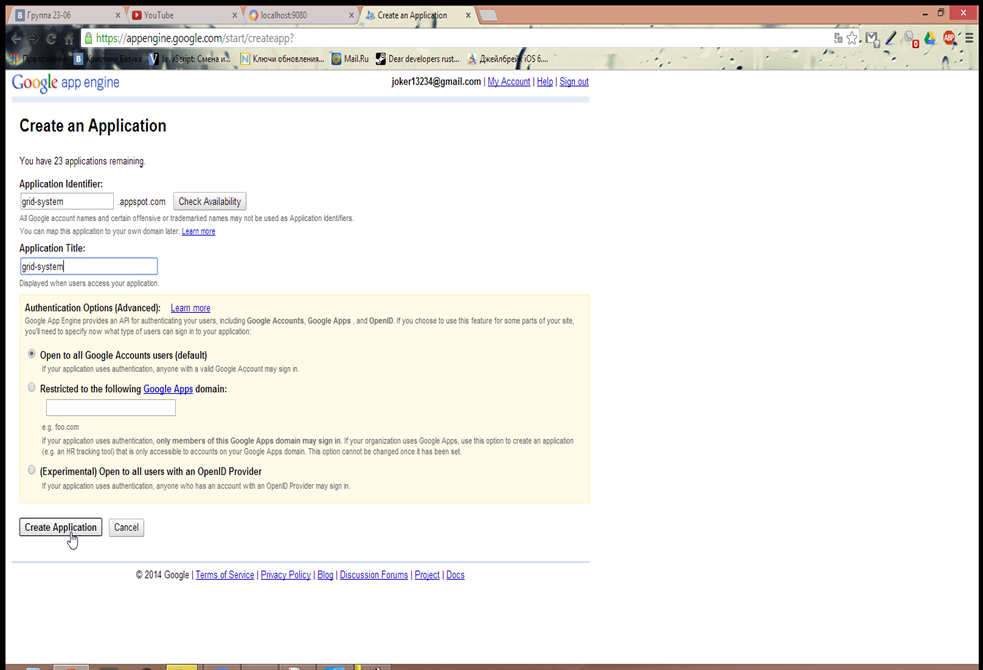 Группа 23-06
YouTube
localhost:9080
Create an Application
https://appengine.google.com/start/createapp?
Приложения
Кристина Базука
JavaScript: Смена и...
Ключи обновления...
Mail.Ru
Dear developers rust...
Джейлбрейк iOS 6....
Google app engine
joker13234@gmail.com | My Account | Help | Sign out
Create an Application
You have 23 applications remaining.
Application Identifier:
grid-system .appspot.com Check Availability
All Google account names and certain offensive or trademarked names may not be used as Application Identifiers.
You can map this application to your own domain later. Learn more
Application Title:
grid-system
Displayed when users access your application.
Authentication Options (Advanced): Learn more
Google App Engine provides an API for authenticating your users, including Google Accounts, Google Apps , and OpenID. If you choose to use this feature for some parts of your site,
you'll need to specify now what type of users can sign in to your application:
Open to all Google Accounts users (default)
If your application uses authentication, anyone with a valid Google Account may sign in.
Restricted to the following Google Apps domain:
e.g. foo.com
If your application uses authentication, only members of this Google Apps domain may sign in. If your organization uses Google Apps, use this option to create an application
(e.g. an HR tracking tool) that is only accessible to accounts on your Google Apps domain. This option cannot be changed once it has been set.
(Experimental) Open to all users with an OpenID Provider
If your application uses authentication, anyone who has an account with an OpenID Provider may sign in.
Create Application Cancel
© 2014 Google | Terms of Service | Privacy Policy | Blog | Discussion Forums | Project | Docs